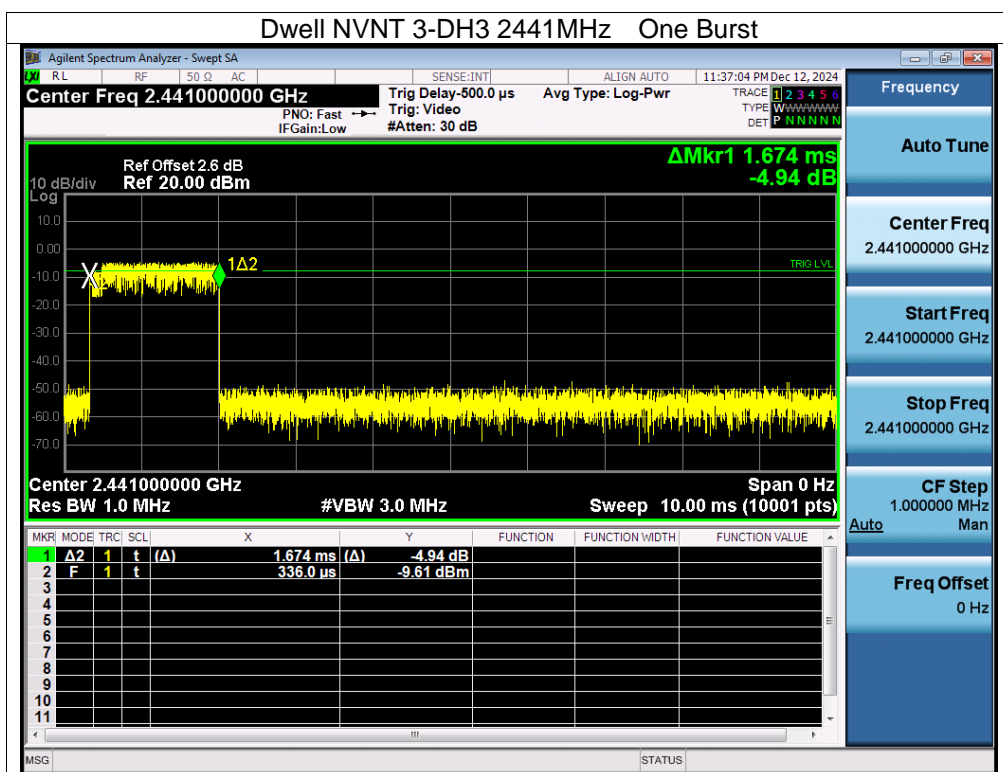 Dwell NVNT 3-DH3 2441MHz One Burst
Agilent Spectrum Analyzer - Swept SA
LXI RL RF 50 Ω AC SENSE:INT ALIGN AUTO 11:37:04 PM Dec 12, 2024
Center Freq 2.441000000 GHz
PNO: Fast
IFGain:Low
Trig Delay-500.0 µs
Trig: Video
#Atten: 30 dB
Avg Type: Log-Pwr
TRACE 1 2 3 4 5 6
TYPE WWWWWW
DET P N N N N N
ΔMkr1 1.674 ms
-4.94 dB
Ref Offset 2.6 dB
10 dB/div Ref 20.00 dBm
Log
10.0
0.00
-10.0
-20.0
-30.0
-40.0
-50.0
-60.0
-70.0
1Δ2
TRIG LVL
Center 2.441000000 GHz Span 0 Hz
Res BW 1.0 MHz #VBW 3.0 MHz Sweep 10.00 ms (10001 pts)
MKR MODE TRC SCL X Y FUNCTION FUNCTION WIDTH FUNCTION VALUE
1 Δ2 1 t (Δ) 1.674 ms (Δ) -4.94 dB
2 F 1 t 336.0 µs -9.61 dBm
3
4
5
6
7
8
9
10
11
MSG STATUS
Frequency
Auto Tune
Center Freq
2.441000000 GHz
Start Freq
2.441000000 GHz
Stop Freq
2.441000000 GHz
CF Step
1.000000 MHz
Auto Man
Freq Offset
0 Hz